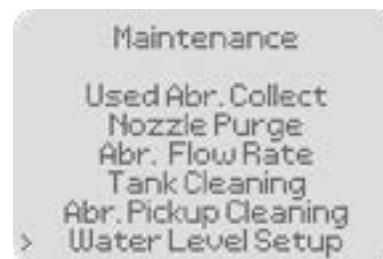 Maintenance
Used Abr. Collect
Nozzle Purge
Abr. Flow Rate
Tank Cleaning
Abr. Pickup Cleaning
> Water Level Setup